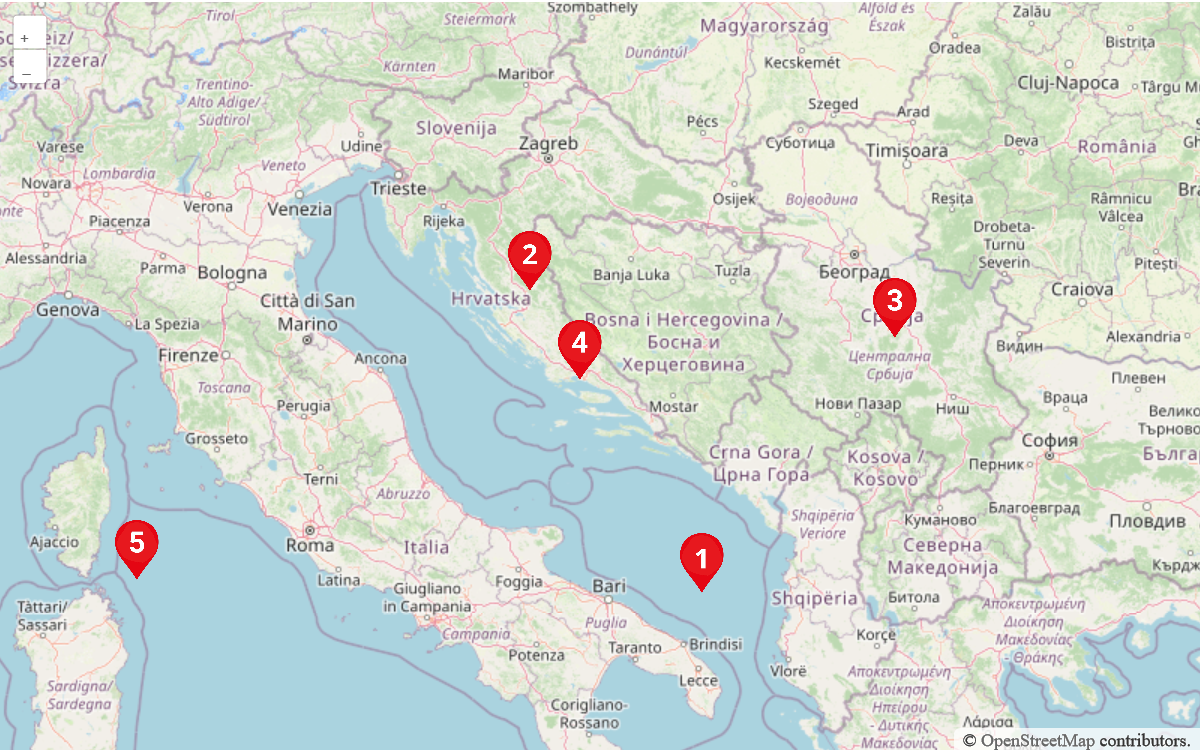 Tirol
Steiermark
Szombathely
Magyarország
Alföld és
Észak
Zalău
Bistrița
Oradea
+
–
Svizra
Kärnten
Maribor
Dunántúl
Kecskemét
Cluj-Napoca
Târgu Mu
Trentino-
Alto Adige/-
Südtirol
Szeged
Arad
Slovenija
Pécs
Varese
Udine
Zagreb
Суботица
Timișoara
Deva
România
Lombardia
Veneto
Trieste
Novara
Verona
Venezia
Rijeka
Osijek
Војводина
Reșița
Râmnicu
Vâlcea
Piacenza
Drobeta-
Turnu
Severin
Alessandria
Parma
Bologna
2
Banja Luka
Tuzla
Београд
Pitești
Craiova
Genova
Città di San
Marino
Hrvatska
3
La Spezia
Bosna i Hercegovina /
Босна и
Херцеговина
Србија
Видин
Alexandria
Firenze
Ancona
4
Централна
Србија
Toscana
Плевен
Perugia
Mostar
Нови Пазар
Ниш
Враца
Велико
Търново
Grosseto
Crna Gora /
Црна Гора
Kosova /
Kosovo
София
Перник
Бълга
Terni
Abruzzo
Благоевград
Пловдив
Ajaccio
5
Roma
Italia
1
Shqipëria
Veriore
Куманово
Северна
Македонија
Кърдж
Latina
Giugliano
in Campania
Foggia
Bari
Shqipëria
Битола
Tàttari/
Sassari
Campania
Puglia
Αποκεντρωμένη
Διοίκηση
Μακεδονίας
- Θράκης
Potenza
Taranto
Brindisi
Korçë
Lecce
Vlorë
Sardigna/
Sardegna
Corigliano-
Rossano
Αποκεντρωμένη
Διοίκηση
Ηπείρου
- Δυτικής
Μακεδονίας
Λάρισα
© OpenStreetMap contributors.